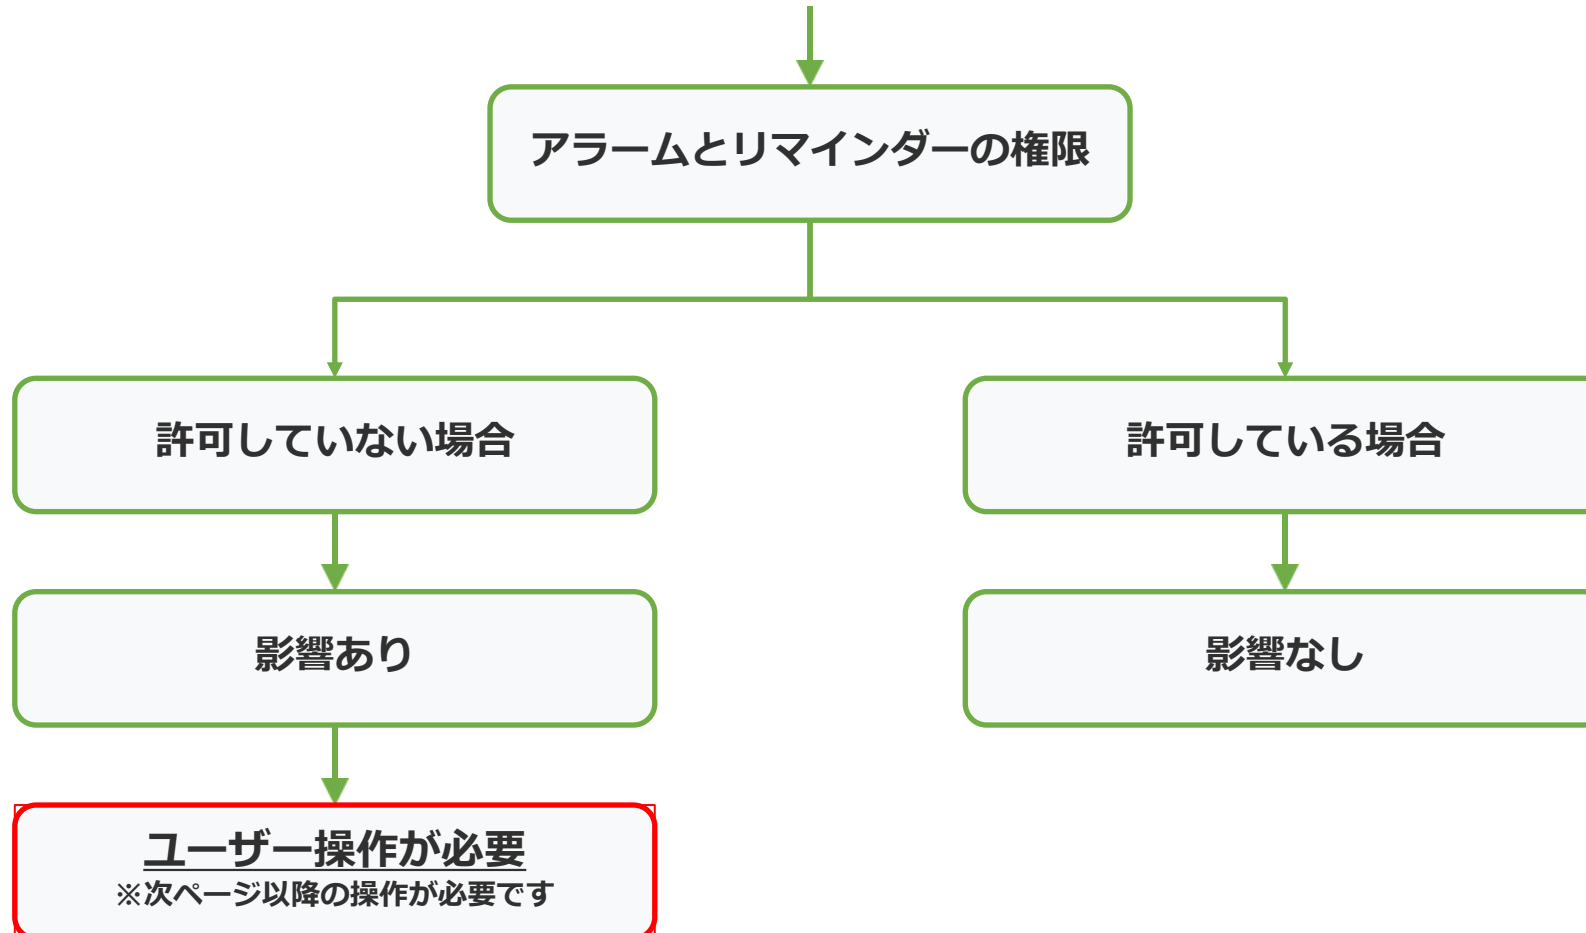 アラームとリマインダーの権限
許可していない場合
許可している場合
影響あり
影響なし
ユーザー操作が必要
※次ページ以降の操作が必要です